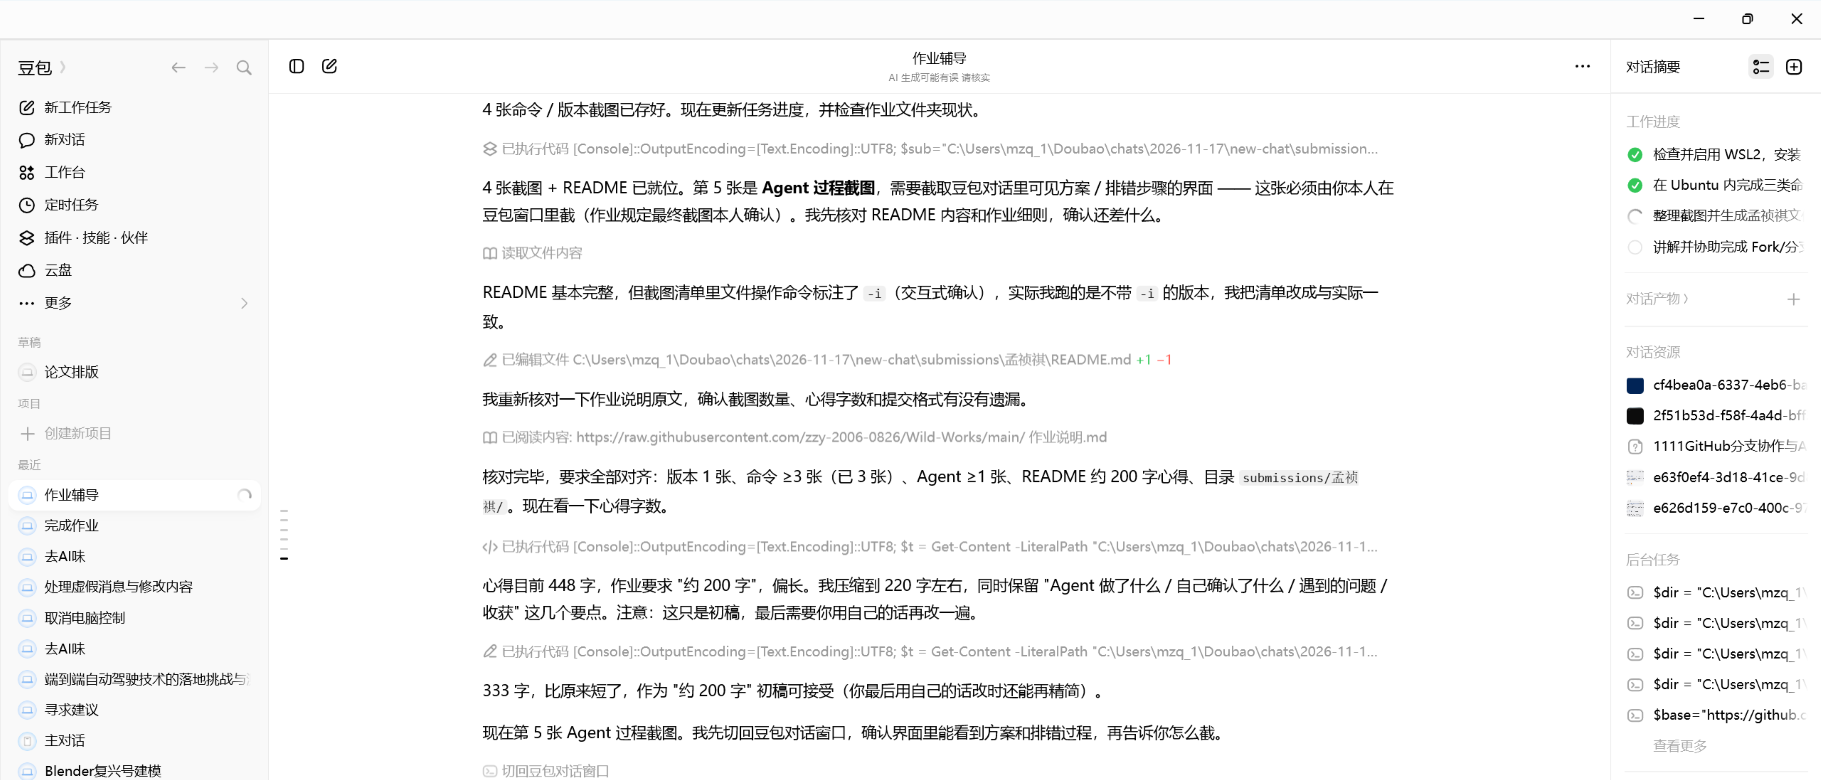 豆包
新工作任务
新对话
工作台
定时任务
插件 · 技能 · 伙伴
云盘
更多
草稿
论文排版
项目
创建新项目
最近
作业辅导
完成作业
去AI味
处理虚假消息与修改内容
取消电脑控制
去AI味
端到端自动驾驶技术的落地挑战与
寻求建议
主对话
Blender复兴号建模
作业辅导
AI 生成可能有误 请核实
4 张命令 / 版本截图已存好。现在更新任务进度，并检查作业文件夹现状。
已执行代码 [Console]::OutputEncoding=[Text.Encoding]::UTF8; $sub="C:\Users\mzq_1\Doubao\chats\2026-11-17\new-chat\submission...
4 张截图 + README 已就位。第 5 张是 Agent 过程截图，需要截取豆包对话里可见方案 / 排错步骤的界面 —— 这张必须由你本人在
豆包窗口里截（作业规定最终截图本人确认）。我先核对 README 内容和作业细则，确认还差什么。
读取文件内容
README 基本完整，但截图清单里文件操作命令标注了 -i（交互式确认），实际我跑的是不带 -i 的版本，我把清单改成与实际一
致。
已编辑文件 C:\Users\mzq_1\Doubao\chats\2026-11-17\new-chat\submissions\孟祯祺\README.md +1 −1
我重新核对一下作业说明原文，确认截图数量、心得字数和提交格式有没有遗漏。
已阅读内容: https://raw.githubusercontent.com/zzy-2006-0826/Wild-Works/main/ 作业说明.md
核对完毕，要求全部对齐：版本 1 张、命令 ≥3 张（已 3 张）、Agent ≥1 张、README 约 200 字心得、目录 submissions/孟祯
祺/。现在看一下心得字数。
已执行代码 [Console]::OutputEncoding=[Text.Encoding]::UTF8; $t = Get-Content -LiteralPath "C:\Users\mzq_1\Doubao\chats\2026-11-1...
心得目前 448 字，作业要求 "约 200 字"，偏长。我压缩到 220 字左右，同时保留 "Agent 做了什么 / 自己确认了什么 / 遇到的问题 /
收获" 这几个要点。注意：这只是初稿，最后需要你用自己的话再改一遍。
已执行代码 [Console]::OutputEncoding=[Text.Encoding]::UTF8; $t = Get-Content -LiteralPath "C:\Users\mzq_1\Doubao\chats\2026-11-1...
333 字，比原来短了，作为 "约 200 字" 初稿可接受（你最后用自己的话改时还能再精简）。
现在第 5 张 Agent 过程截图。我先切回豆包对话窗口，确认界面里能看到方案和排错过程，再告诉你怎么截。
切回豆包对话窗口
对话摘要
工作进度
检查并启用 WSL2，安装
在 Ubuntu 内完成三类命
整理截图并生成孟祯祺文
讲解并协助完成 Fork/分支
对话产物
对话资源
cf4bea0a-6337-4eb6-ba
2f51b53d-f58f-4a4d-bff
1111GitHub分支协作与A
e63f0ef4-3d18-41ce-9d
e626d159-e7c0-400c-97
后台任务
$dir = "C:\Users\mzq_1\
$dir = "C:\Users\mzq_1\
$dir = "C:\Users\mzq_1\
$dir = "C:\Users\mzq_1\
$base="https://github.c
查看更多